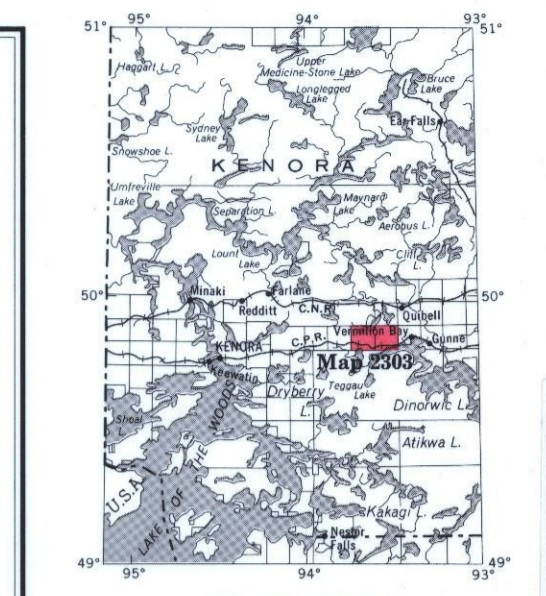 95° 94° 93°
51° 51°
Haggart L.
Upper
Medicine-Stone Lake
Longlegged
Lake
Bruce
Lake
Ear Falls
Sydney
Lake
Snowshoe L.
KENORA
Umfreville
Lake
Separation L.
Maynard
Lake
Aerobus L.
Lount
Lake
Cliff
L.
50° 50°
Minaki
Farlane
Redditt
C.N.R.
Quibell
Vermilion Bay
Gunne
C.P.R.
KENORA
Keewatin
Map 2303
Dryberry
L.
Teggau
Lake
Dinorwic L.
Shoal
Atikwa L.
LAKE OF THE WOODS
U.S.A.
Kakagi L.
Nestor
Falls
49° 49°
95° 94° 93°